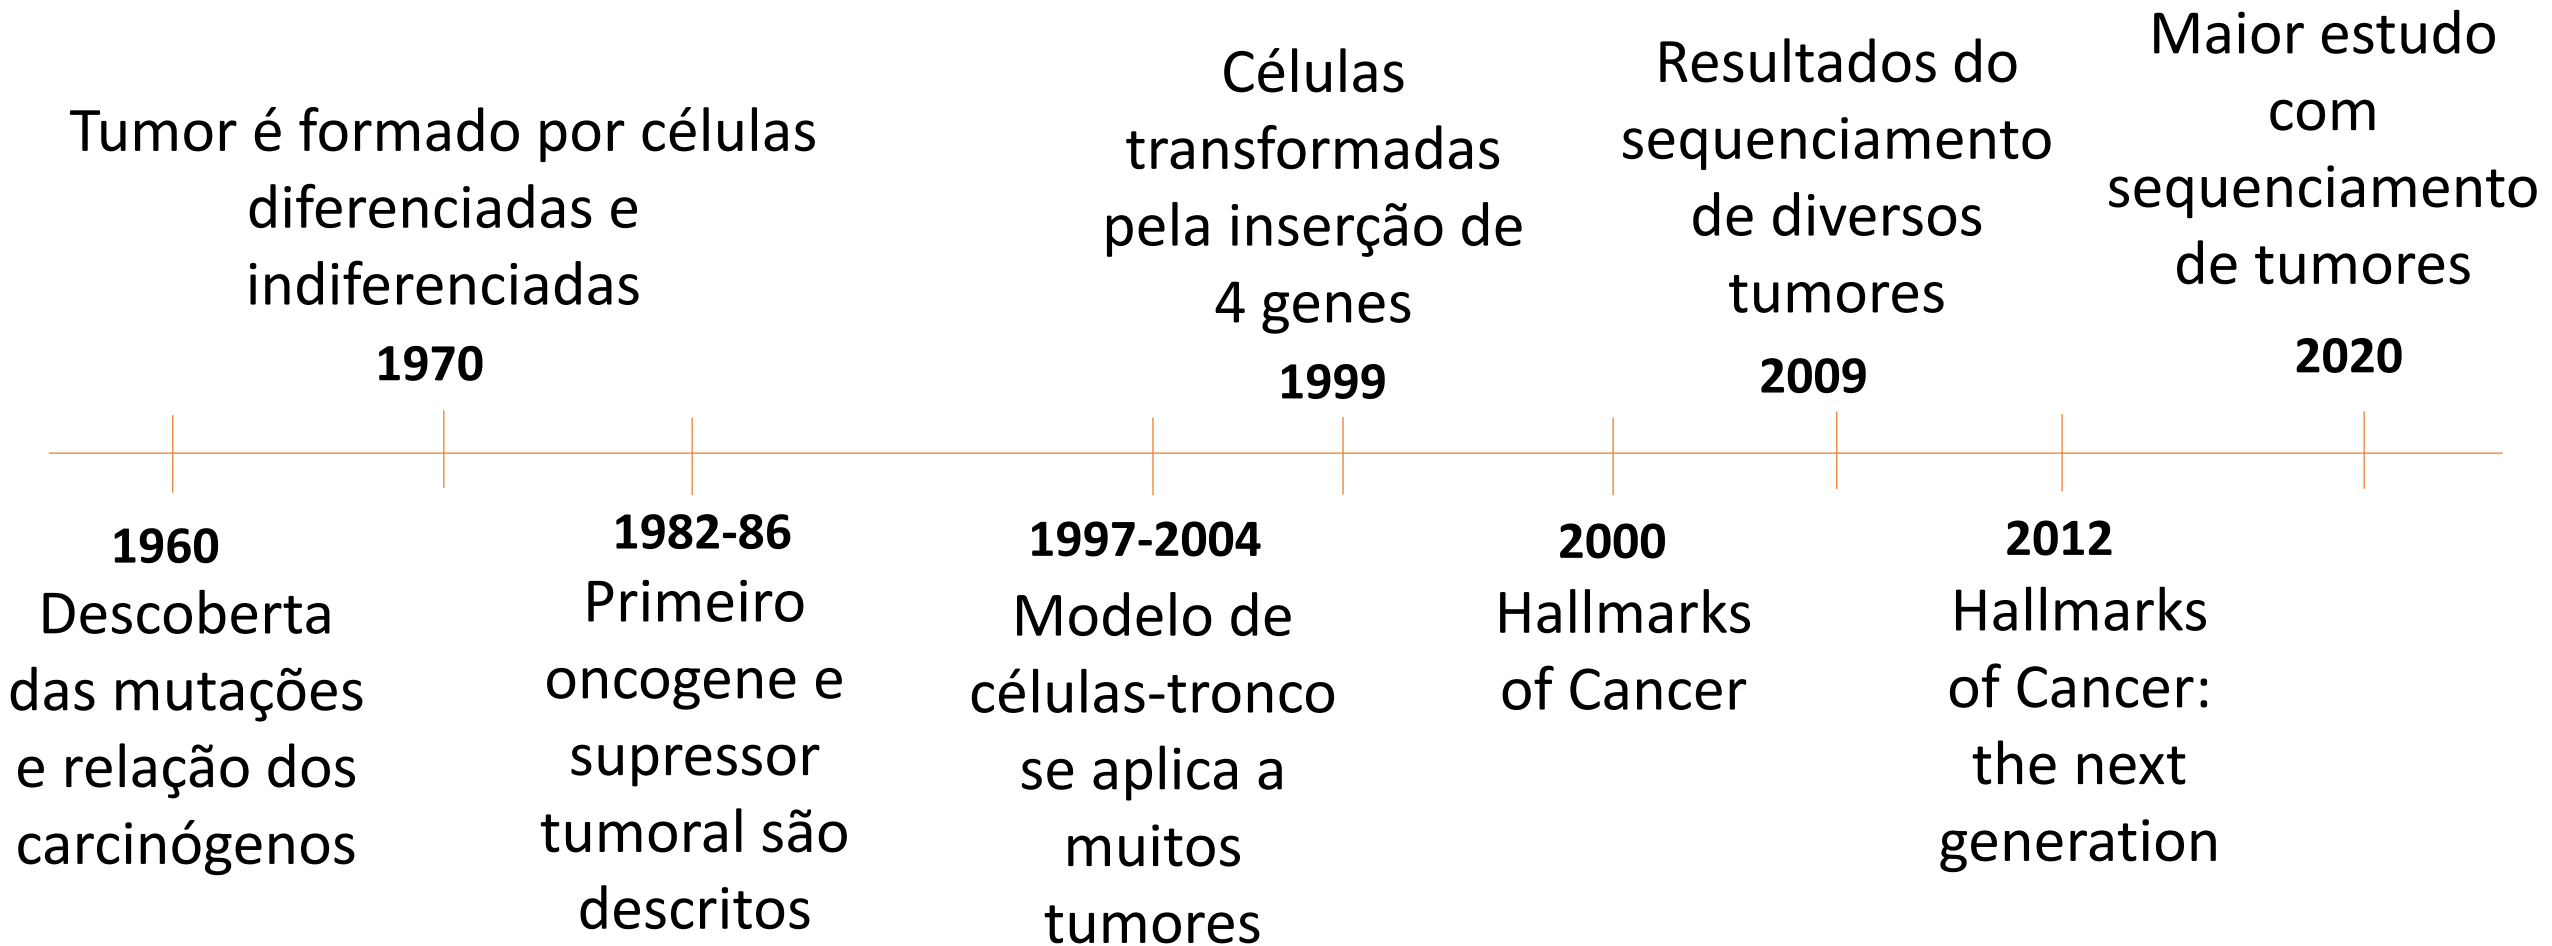 Tumor é formado por células
diferenciadas e
indiferenciadas
1970
Células
transformadas
pela inserção de
4 genes
1999
Resultados do
sequenciamento
de diversos
tumores
2009
Maior estudo
com
sequenciamento
de tumores
2020
1960
Descoberta
das mutações
e relação dos
carcinógenos
1982-86
Primeiro
oncogene e
supressor
tumoral são
descritos
1997-2004
Modelo de
células-tronco
se aplica a
muitos
tumores
2000
Hallmarks
of Cancer
2012
Hallmarks
of Cancer:
the next
generation